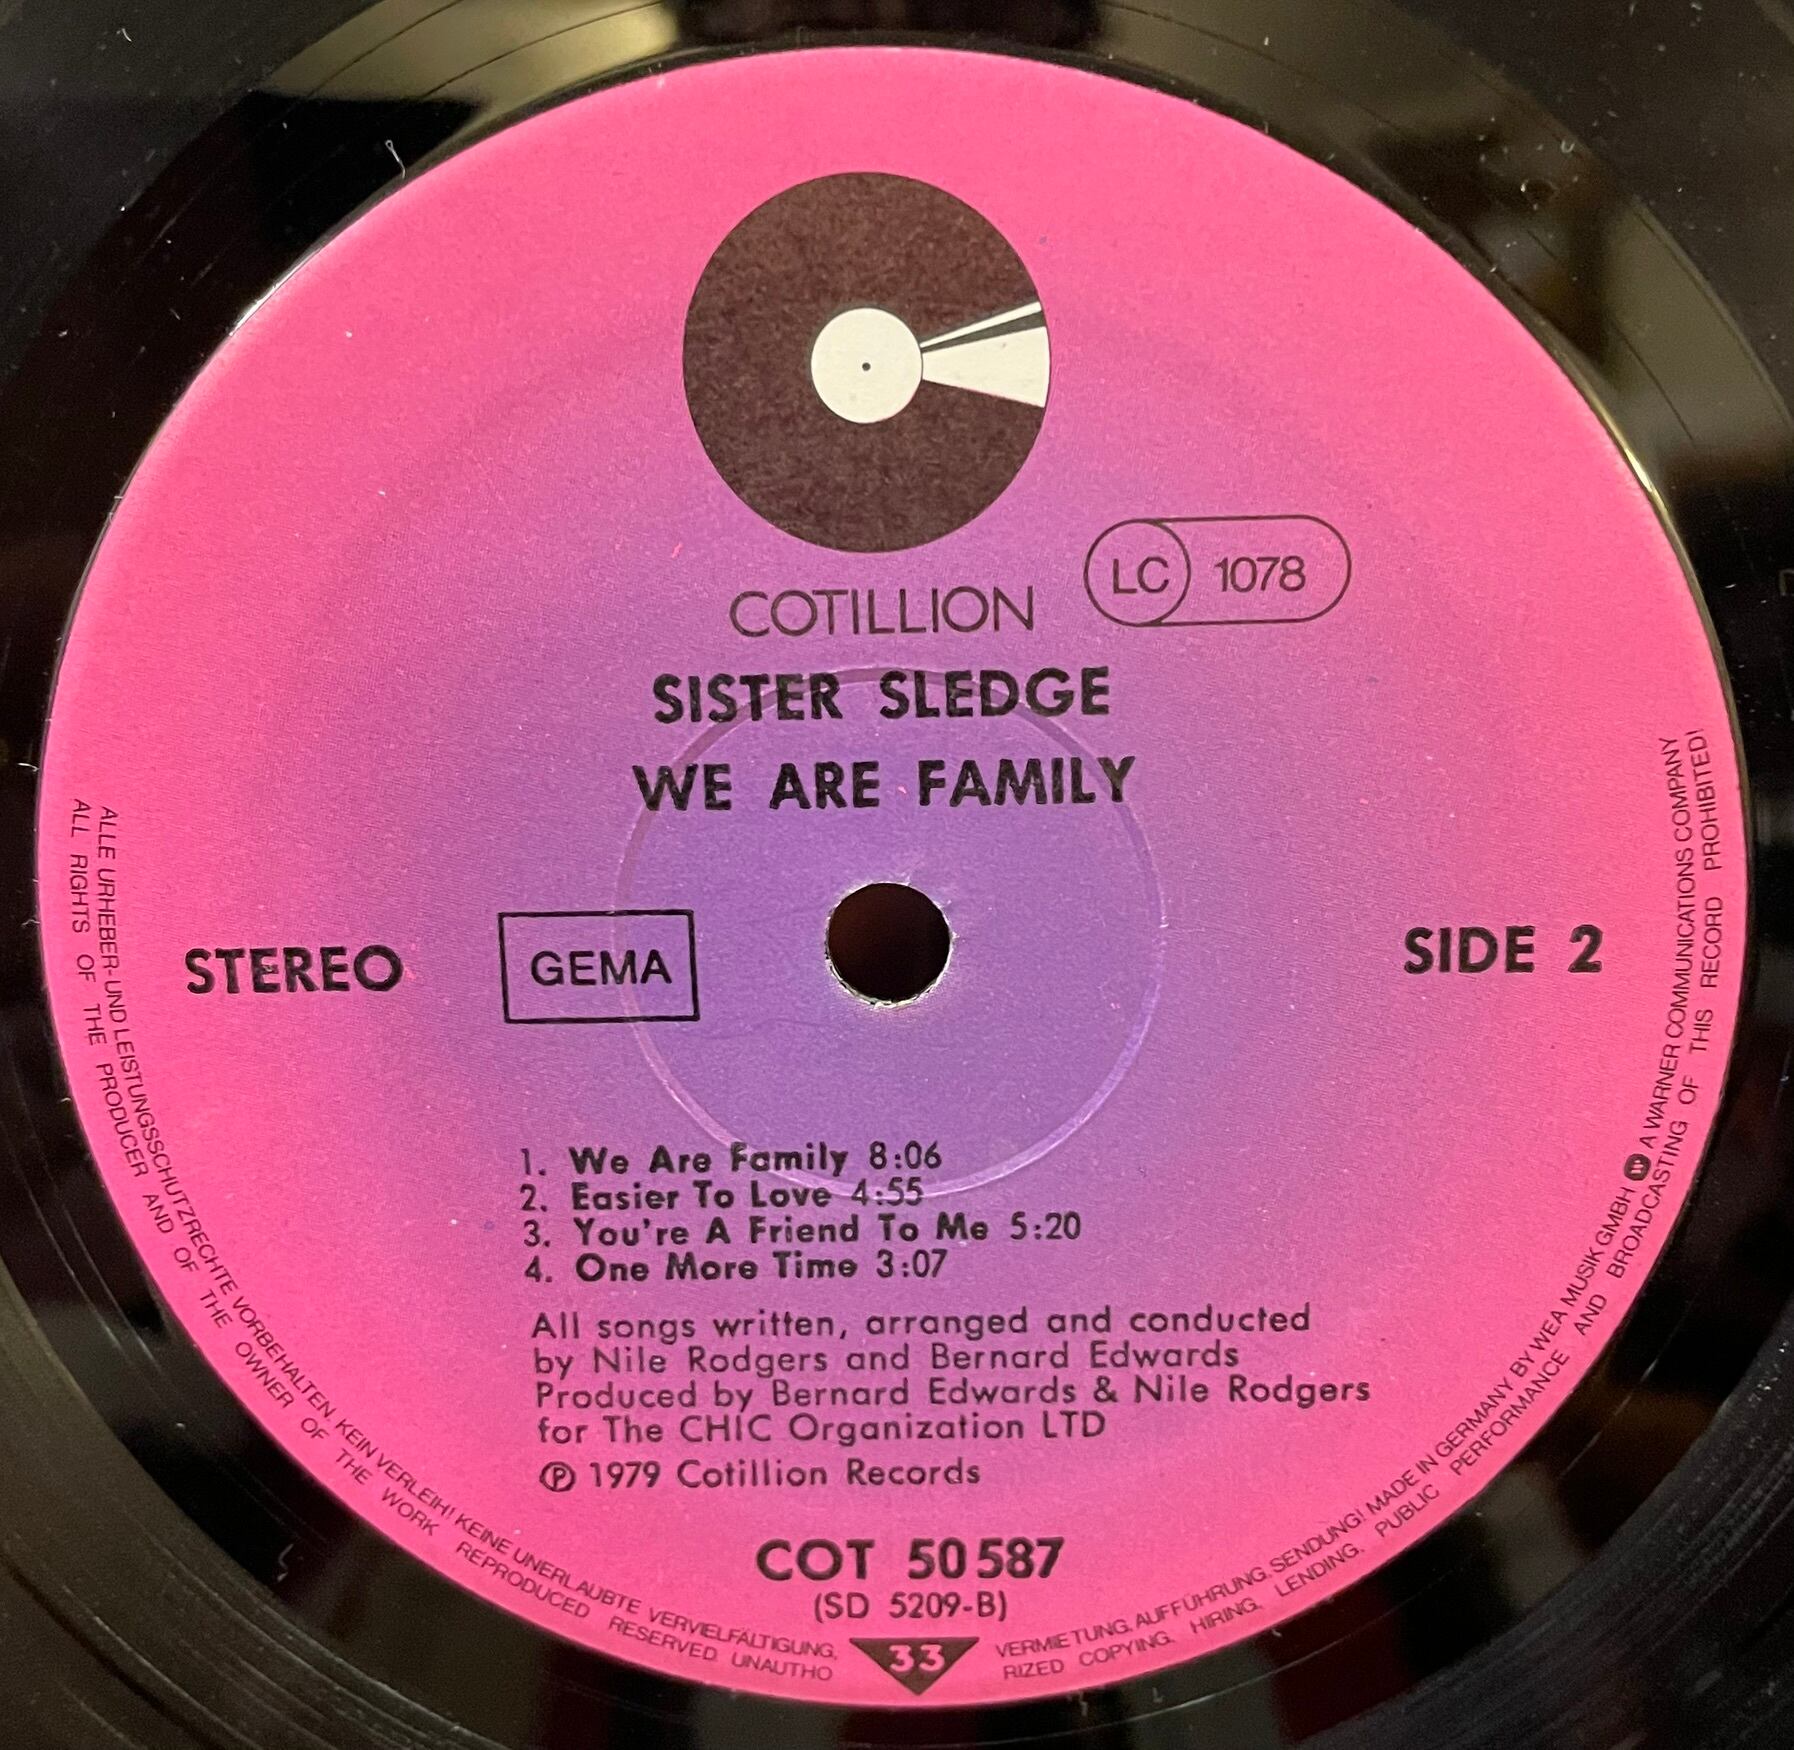 COTILLION
LC 1078
SISTER SLEDGE
WE ARE FAMILY
STEREO
GEMA
SIDE 2
1. We Are Family 8:06
2. Easier To Love 4:55
3. You're A Friend To Me 5:20
4. One More Time 3:07
All songs written, arranged and conducted
by Nile Rodgers and Bernard Edwards
Produced by Bernard Edwards & Nile Rodgers
for The CHIC Organization LTD
℗ 1979 Cotillion Records
COT 50 587
(SD 5209-B)
33
ALLE URHEBER- UND LEISTUNGSSCHUTZRECHTE VORBEHALTEN KEIN VERLEIH! KEINE UNERLAUBTE VERVIELFÄLTIGUNG, VERMIETUNG, AUFFÜHRUNG, SENDUNG! MADE IN GERMANY BY WEA MUSIK GMBH A WARNER COMMUNICATIONS COMPANY
ALL RIGHTS OF THE PRODUCER AND OF THE OWNER OF THE WORK REPRODUCED RESERVED. UNAUTHORIZED COPYING, HIRING, LENDING, PUBLIC PERFORMANCE AND BROADCASTING OF THIS RECORD PROHIBITED!